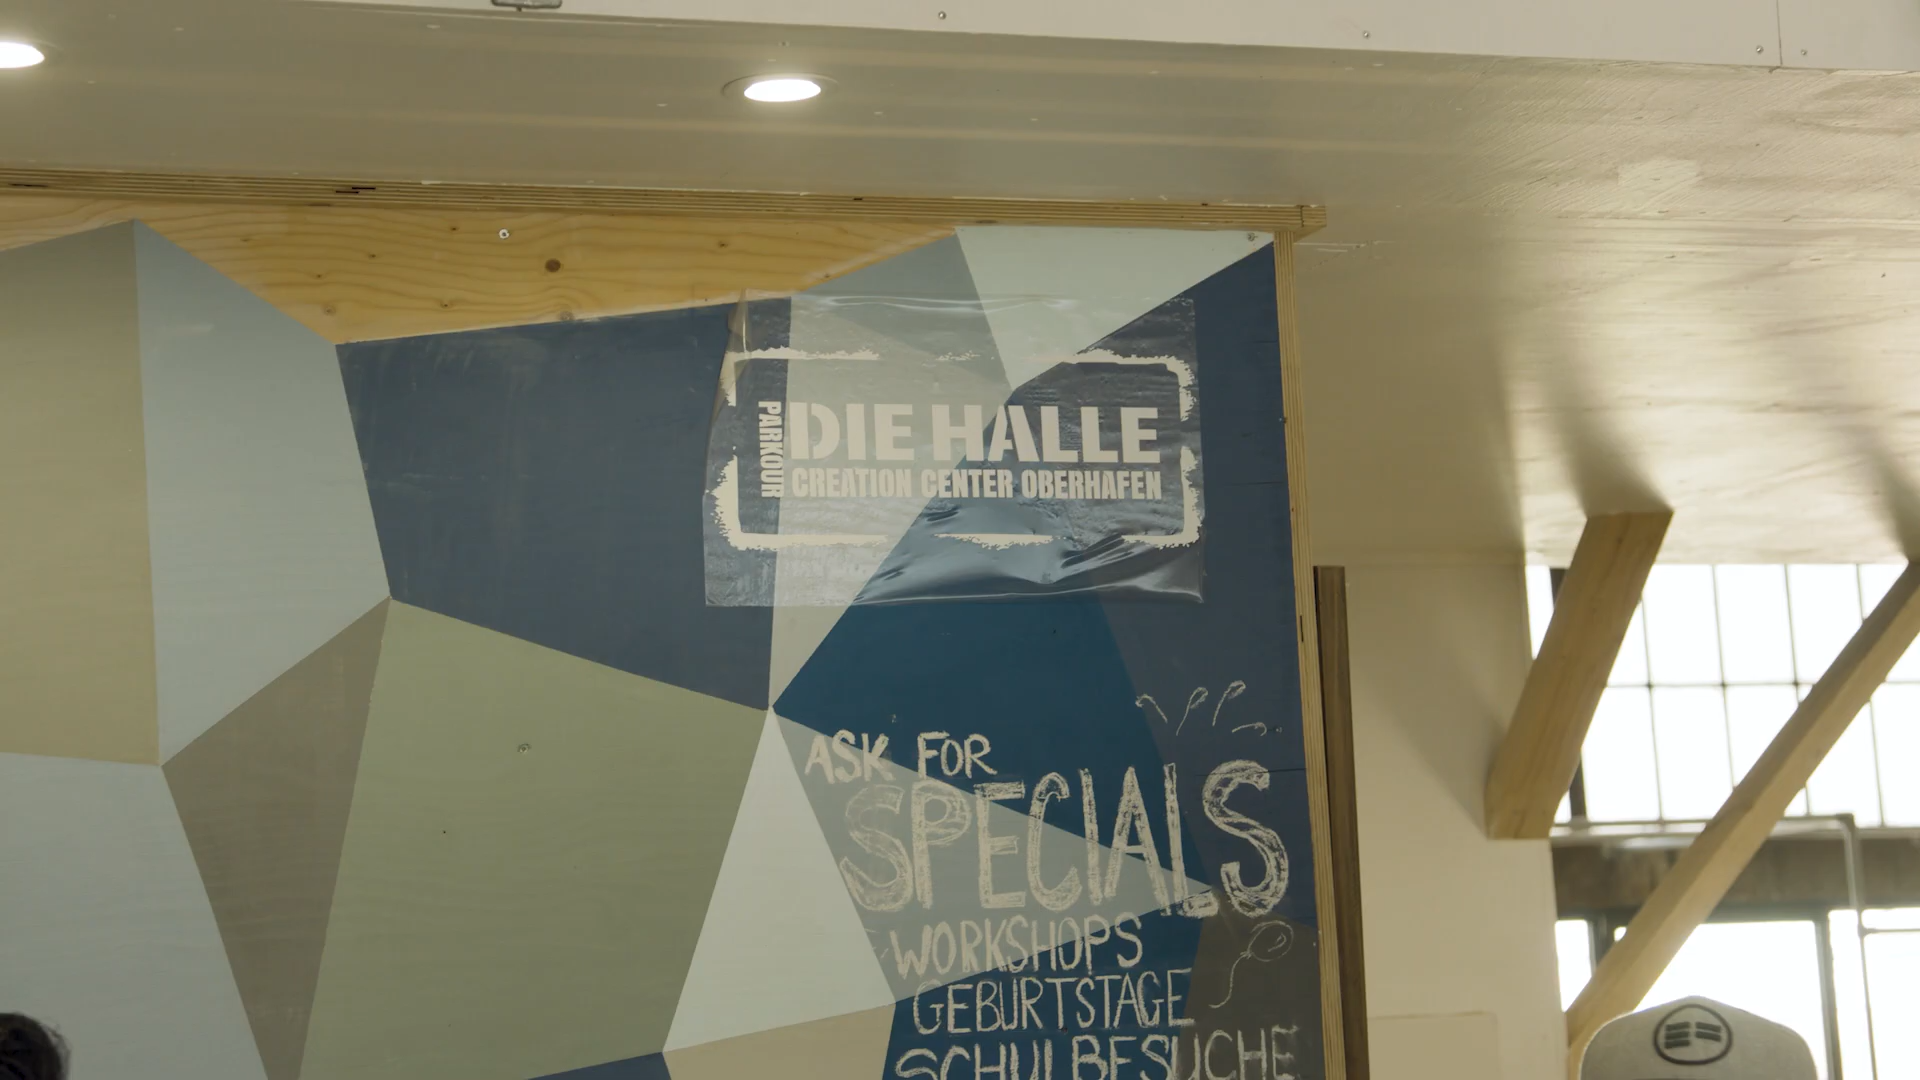 PARKOUR
DIE HALLE
CREATION CENTER OBERHAFEN
ASK FOR
SPECIALS
WORKSHOPS
GEBURTSTAGE
SCHULBESUCHE